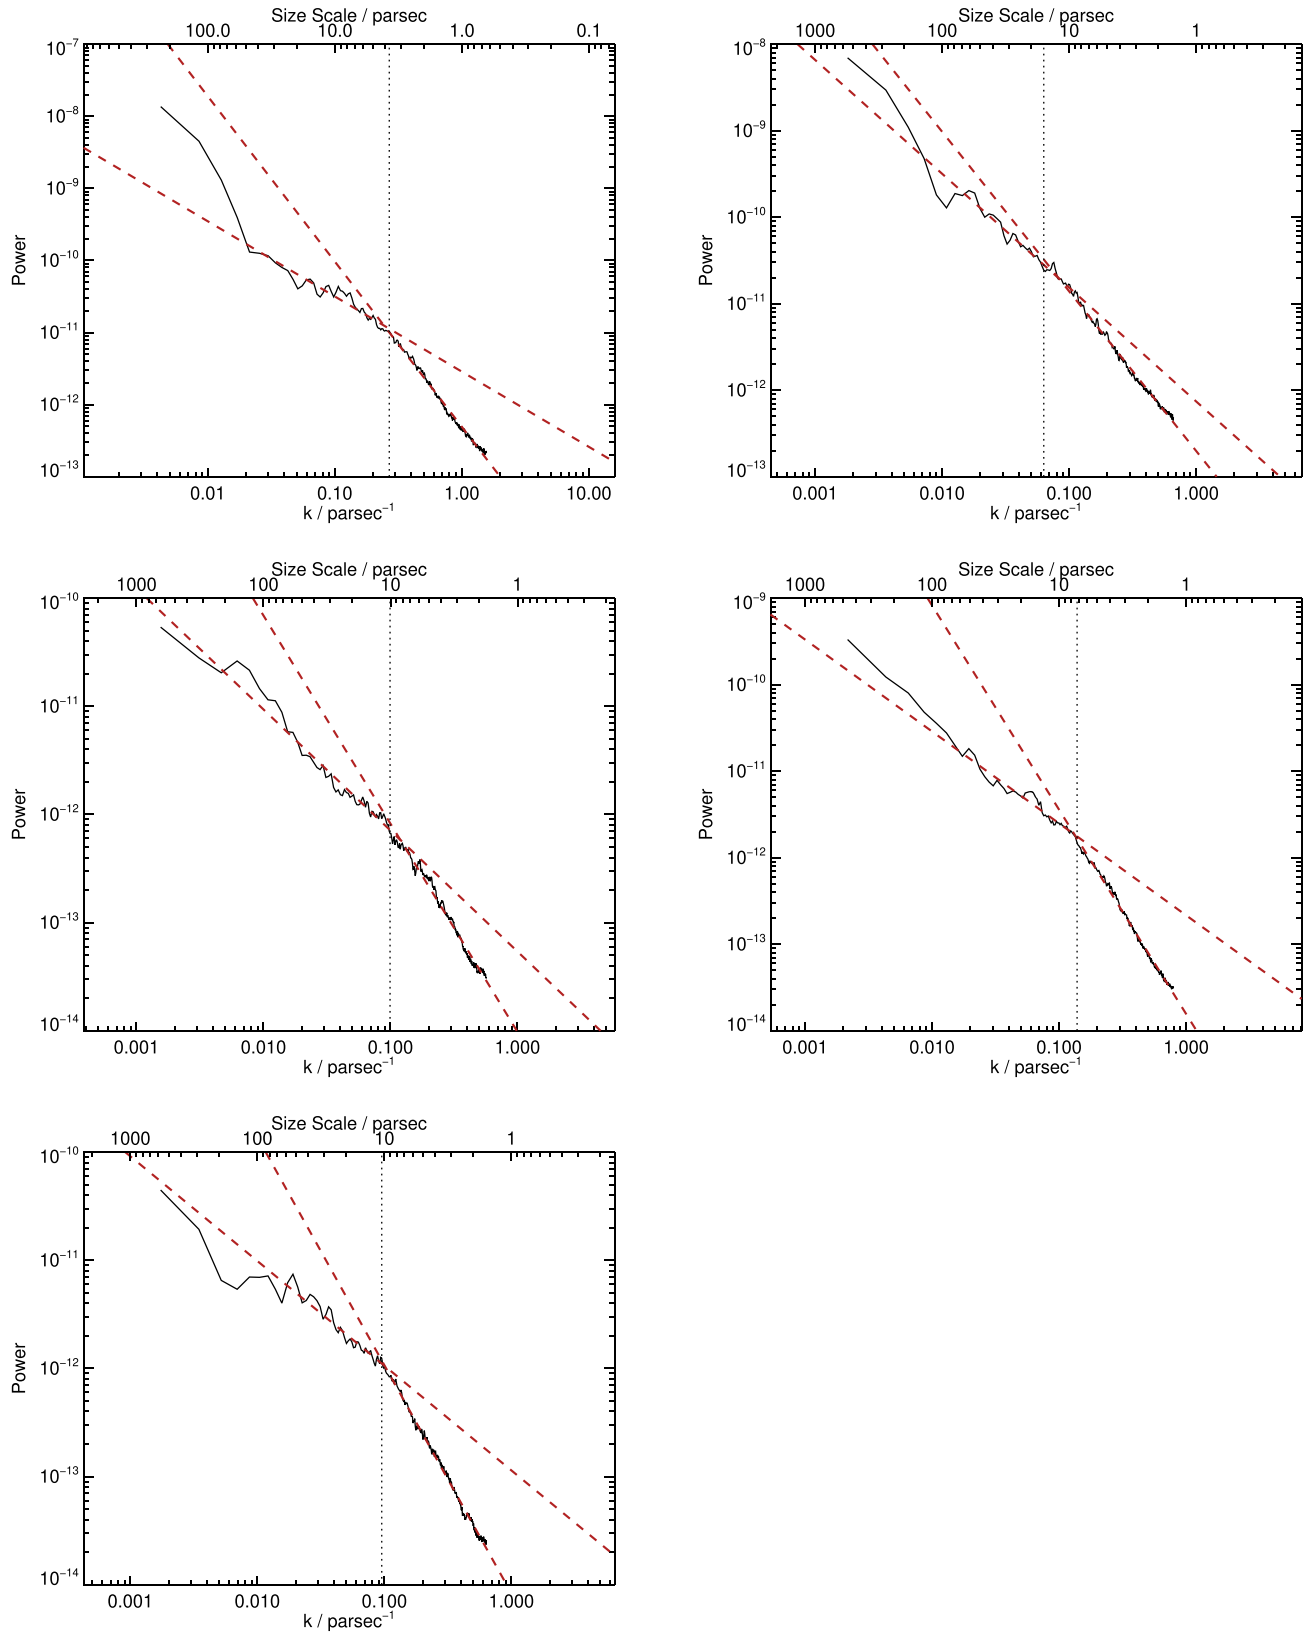 Size Scale / parsec
100.0 10.0 1.0 0.1
10⁻⁷
10⁻⁸
10⁻⁹
10⁻¹⁰
10⁻¹¹
10⁻¹²
10⁻¹³
Power
0.01 0.10 1.00 10.00
k / parsec⁻¹
Size Scale / parsec
1000 100 10 1
10⁻⁸
10⁻⁹
10⁻¹⁰
10⁻¹¹
10⁻¹²
10⁻¹³
Power
0.001 0.010 0.100 1.000
k / parsec⁻¹
Size Scale / parsec
1000 100 10 1
10⁻¹⁰
10⁻¹¹
10⁻¹²
10⁻¹³
10⁻¹⁴
Power
0.001 0.010 0.100 1.000
k / parsec⁻¹
Size Scale / parsec
1000 100 10 1
10⁻⁹
10⁻¹⁰
10⁻¹¹
10⁻¹²
10⁻¹³
10⁻¹⁴
Power
0.001 0.010 0.100 1.000
k / parsec⁻¹
Size Scale / parsec
1000 100 10 1
10⁻¹⁰
10⁻¹¹
10⁻¹²
10⁻¹³
10⁻¹⁴
Power
0.001 0.010 0.100 1.000
k / parsec⁻¹